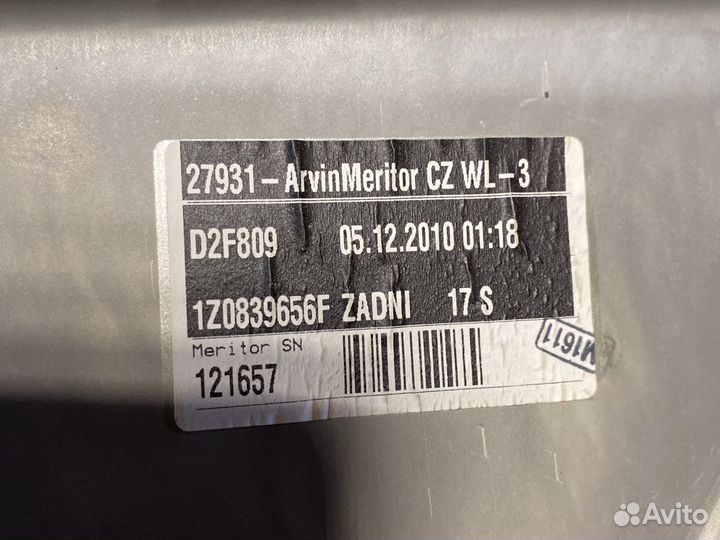 27931-ArvinMeritor CZ WL-3
D2F809 05.12.2010 01:18
1Z0839656F ZADNI 17 S
Meritor SN
121657
M1611
Avito